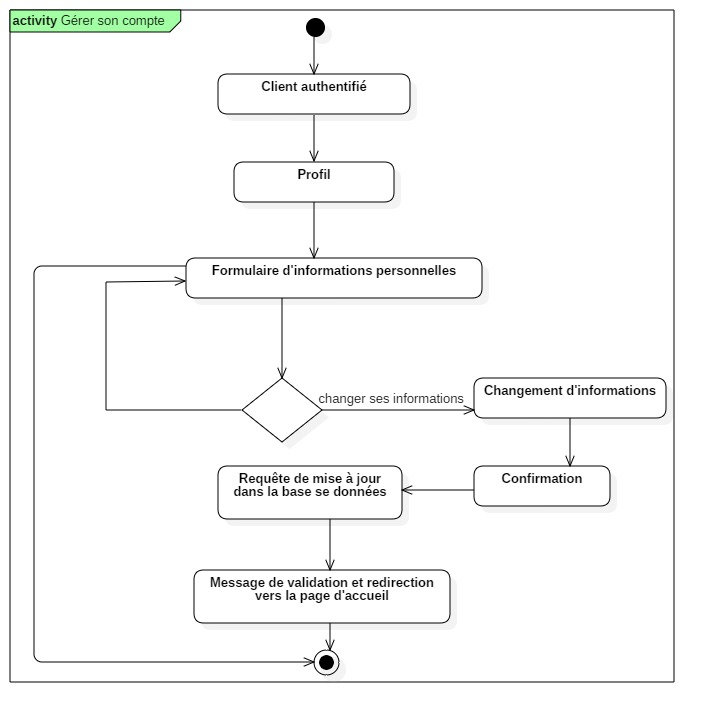 activity Gérer son compte
Client authentifié
Profil
Formulaire d'informations personnelles
changer ses informations
Changement d'informations
Requête de mise à jour
dans la base se données
Confirmation
Message de validation et redirection
vers la page d'accueil